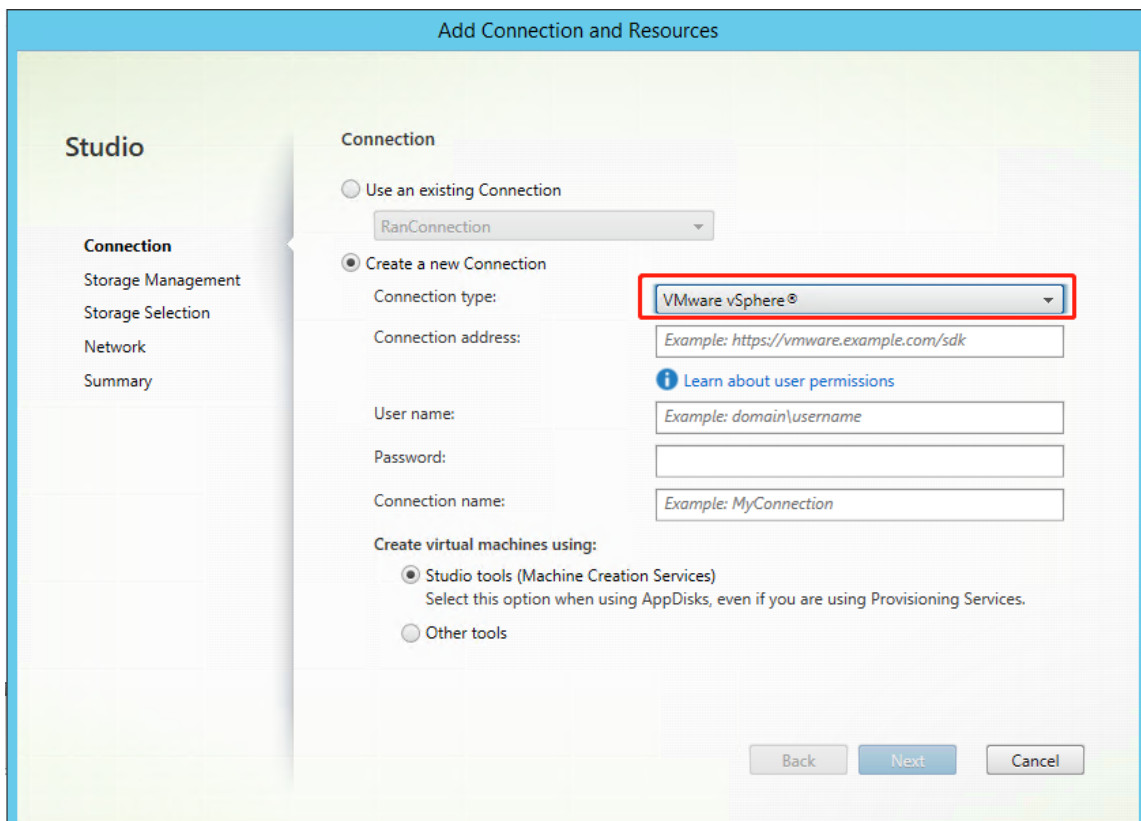 Add Connection and Resources
Studio
Connection
Storage Management
Storage Selection
Network
Summary
Connection
Use an existing Connection
RanConnection
Create a new Connection
Connection type:
VMware vSphere®
Connection address:
Example: https://vmware.example.com/sdk
Learn about user permissions
User name:
Example: domain\username
Password:
Connection name:
Example: MyConnection
Create virtual machines using:
Studio tools (Machine Creation Services)
Select this option when using AppDisks, even if you are using Provisioning Services.
Other tools
Back
Next
Cancel